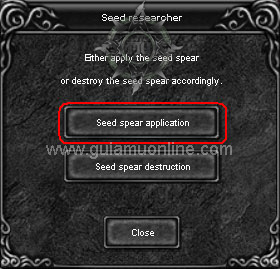 Seed researcher
Either apply the seed spear
or destroy the seed spear accordingly.
Seed spear application
www.gulamuonline.com
Seed spear destruction
Close